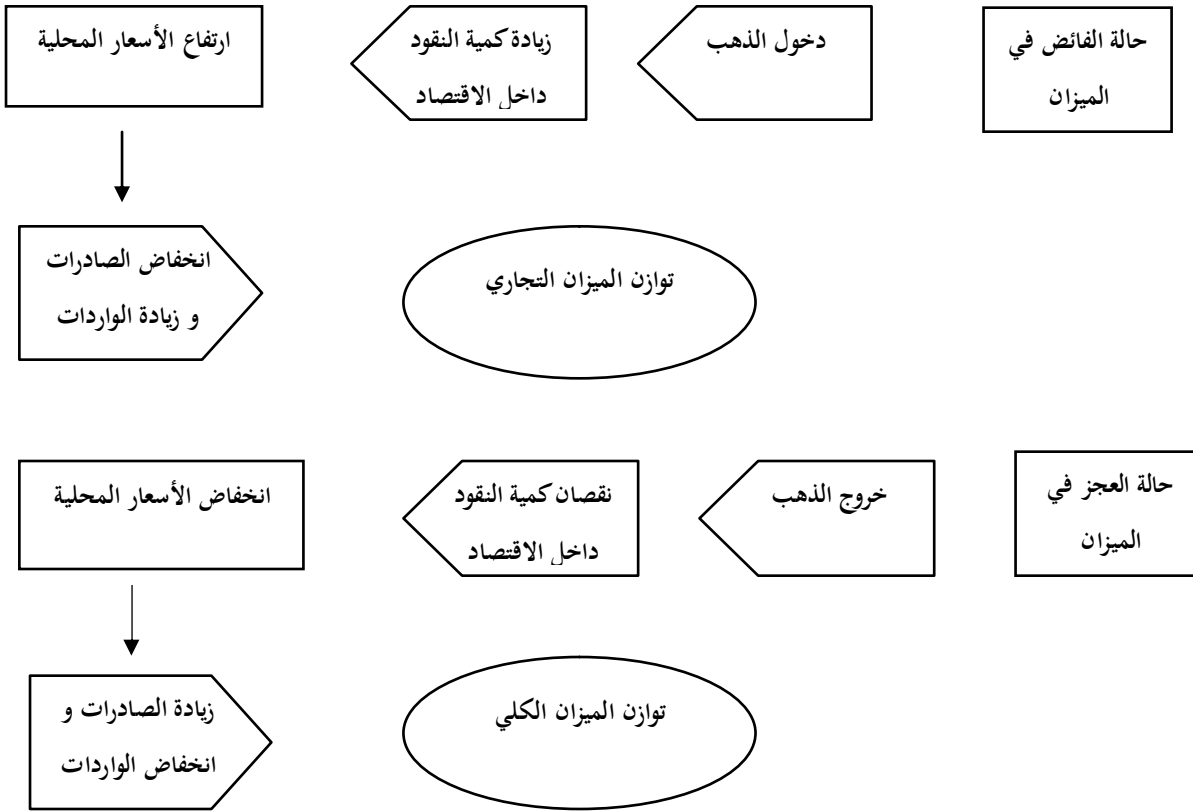 حالة الفائض في
الميزان
دخول الذهب
زيادة كمية النقود
داخل الاقتصاد
ارتفاع الأسعار المحلية
انخفاض الصادرات
و زيادة الواردات
توازن الميزان التجاري
حالة العجز في
الميزان
خروج الذهب
نقصان كمية النقود
داخل الاقتصاد
انخفاض الأسعار المحلية
زيادة الصادرات و
انخفاض الواردات
توازن الميزان الكلي